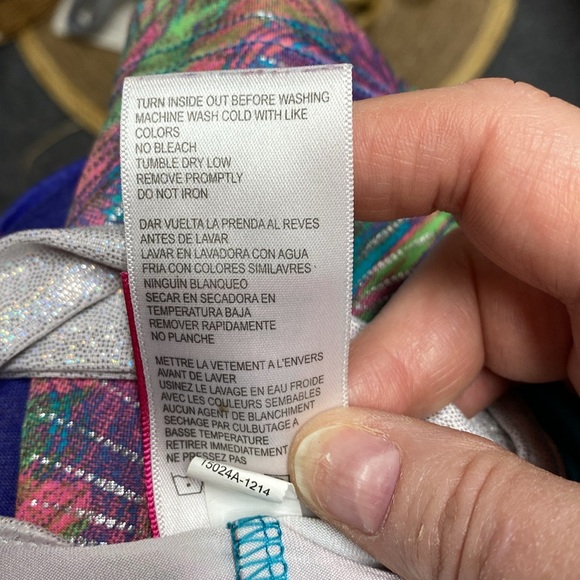 TURN INSIDE OUT BEFORE WASHING
MACHINE WASH COLD WITH LIKE
COLORS
NO BLEACH
TUMBLE DRY LOW
REMOVE PROMPTLY
DO NOT IRON
DAR VUELTA LA PRENDA AL REVES
ANTES DE LAVAR
LAVAR EN LAVADORA CON AGUA
FRIA CON COLORES SIMILAVRES
NINGÜIN BLANQUEO
SECAR EN SECADORA EN
TEMPERATURA BAJA
REMOVER RAPIDAMENTE
NO PLANCHE
METTRE LA VETEMENT A L'ENVERS
AVANT DE LAVER
USINEZ LE LAVAGE EN EAU FROIDE
AVEC LES COULEURS SEMBABLES
AUCUN AGENT DE BLANCHIMENT
SECHAGE PAR CULBUTAGE A
BASSE TEMPERATURE
RETIRER IMMEDIATEMENT
NE PRESSEZ PAS
15024A-1214